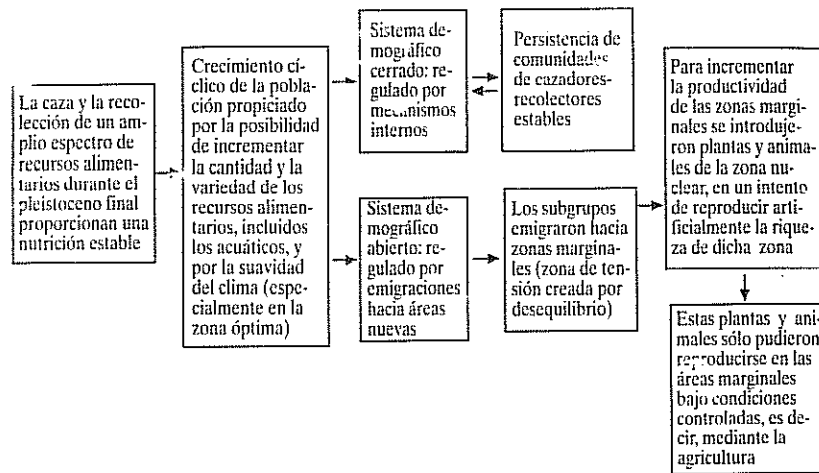 La caza y la reco-
lección de un am-
plio espectro de
recursos alimen-
tarios durante el
pleistoceno final
proporcionan una
nutrición estable
Crecimiento cí-
clico de la pobla-
ción propiciado
por la posibilidad
de incrementar
la cantidad y la
variedad de los
recursos alimen-
tarios, incluidos
los acuáticos, y
por la suavidad
del clima (espe-
cialmente en la
zona óptima)
Sistema de-
mográfico
cerrado: re-
gulado por
mecanismos
internos
Persistencia de
comunidades
de cazadores-
recolectores
estables
Sistema de-
mográfico
abierto: re-
gulado por
emigraciones
hacia áreas
nuevas
Los subgrupos
emigraron hacia
zonas margina-
les (zona de ten-
sión creada por
desequilibrio)
Para incrementar
la productividad
de las zonas margi-
nales se introduje-
ron plantas y anima-
les de la zona nu-
clear, en un intento
de reproducir arti-
ficialmente la rique-
za de dicha zona
Estas plantas y ani-
males sólo pudieron
reproducirse en las
áreas marginales
bajo condiciones
controladas, es de-
cir, mediante la
agricultura